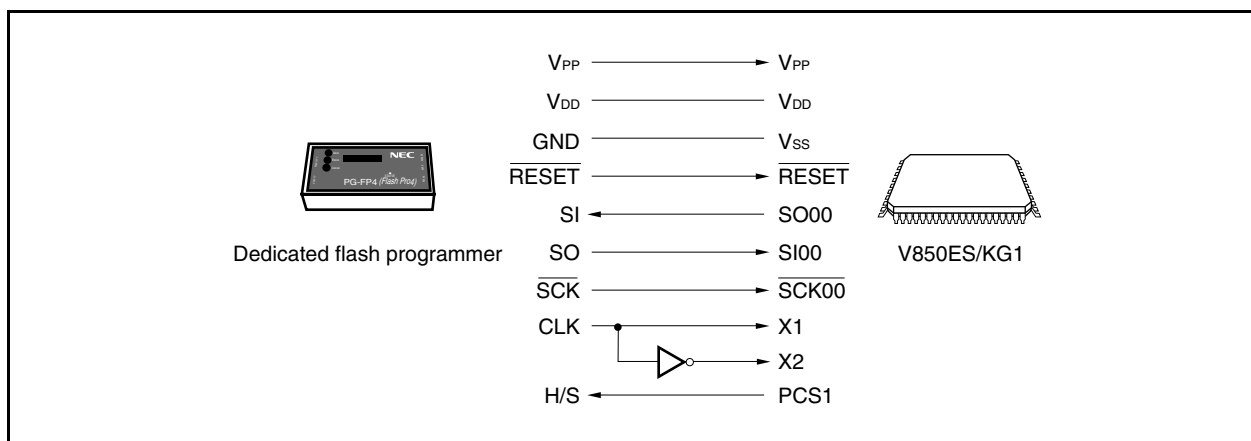 VPP VPP
VDD VDD
GND VSS
RESET RESET
SI SO00
SO SI00
SCK SCK00
CLK X1
X2
H/S PCS1
NEC
PG-FP4 (Flash Pro4)
Dedicated flash programmer
V850ES/KG1